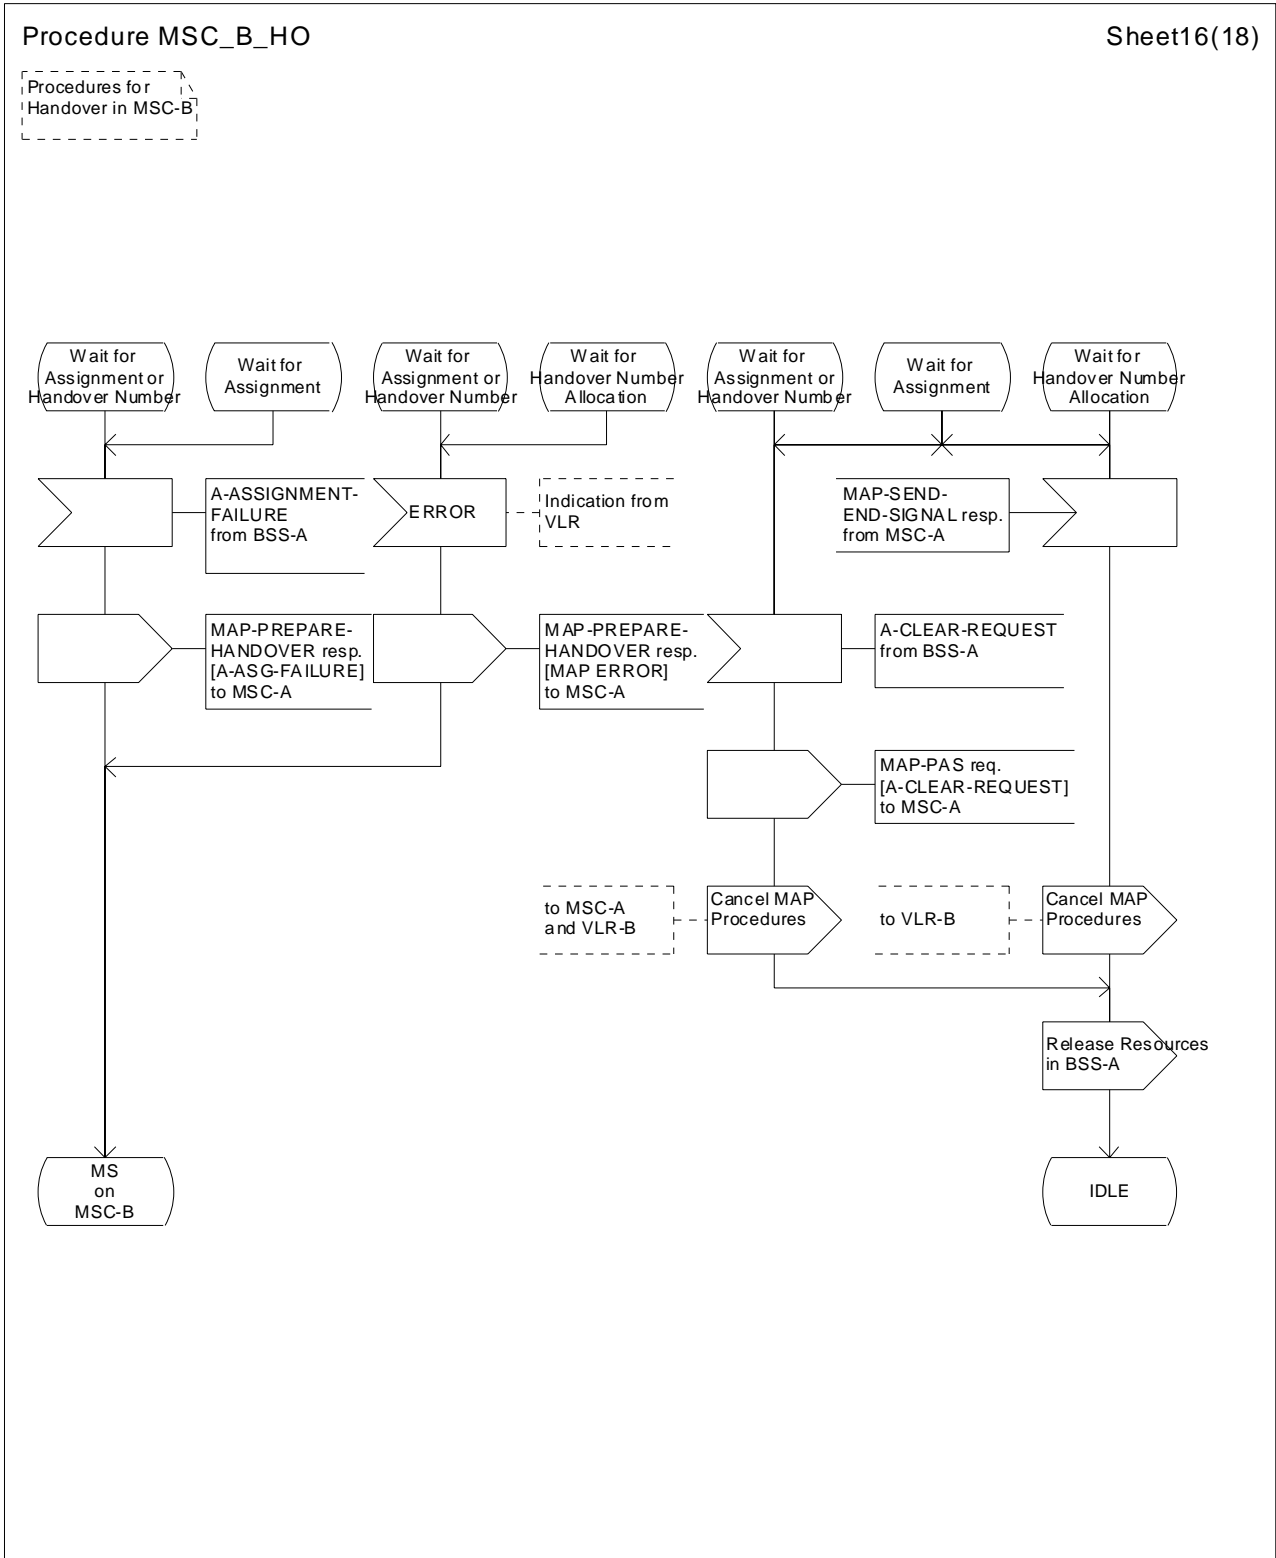 Procedure MSC_B_HO
Sheet16(18)
Procedures for
Handover in MSC-B
Wait for
Assignment or
Handover Number
Wait for
Assignment
Wait for
Assignment or
Handover Number
Wait for
Handover Number
Allocation
Wait for
Assignment or
Handover Number
Wait for
Assignment
Wait for
Handover Number
Allocation
A-ASSIGNMENT-
FAILURE
from BSS-A
ERROR
Indication from
VLR
MAP-SEND-
END-SIGNAL resp.
from MSC-A
MAP-PREPARE-
HANDOVER resp.
[A-ASG-FAILURE]
to MSC-A
MAP-PREPARE-
HANDOVER resp.
[MAP ERROR]
to MSC-A
A-CLEAR-REQUEST
from BSS-A
MAP-PAS req.
[A-CLEAR-REQUEST]
to MSC-A
to MSC-A
and VLR-B
Cancel MAP
Procedures
to VLR-B
Cancel MAP
Procedures
Release Resources
in BSS-A
MS
on
MSC-B
IDLE